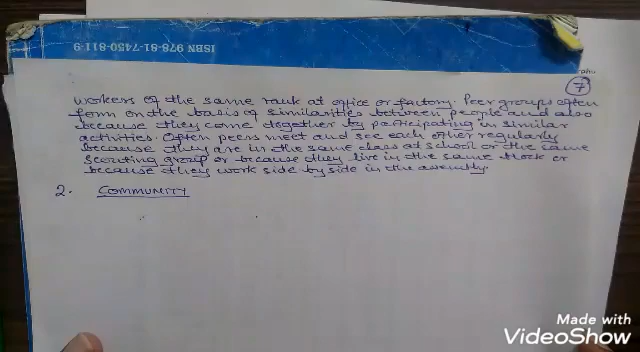 ISBN 978-81-7450-811-9
7
workers of the same rank at office or factory. Peer groups often
form on the basis of similarities between people and also
because they come together by participating in similar
activities. Often peers meet and see each other regularly
because they are in the same class at school or the same
scouting group or because they live in the same block or
because they work side by side in the assembly.
2. COMMUNITY
Made with
VideoShow